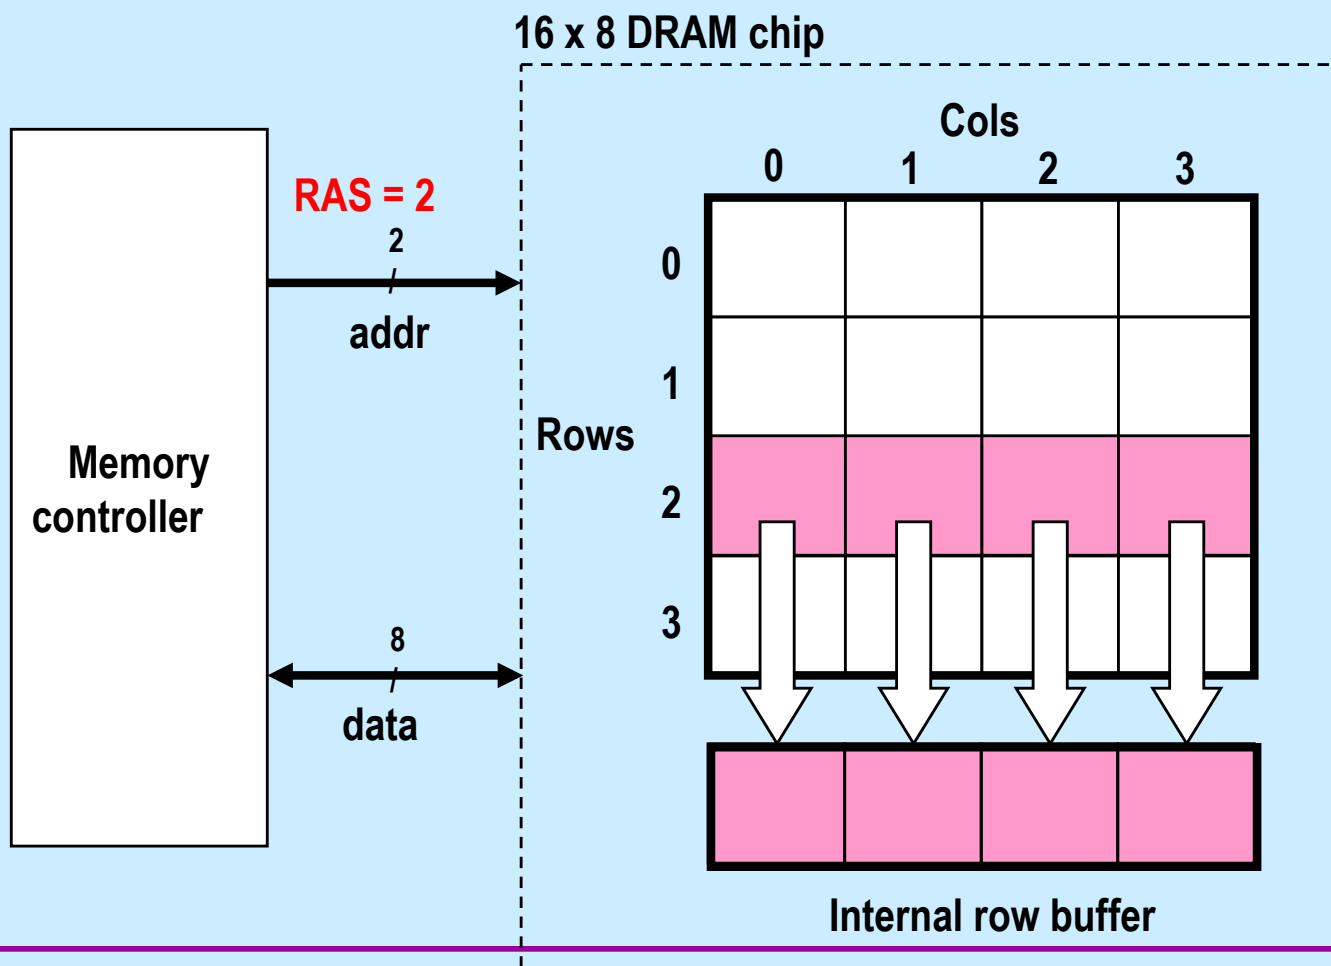 16 x 8 DRAM chip
Cols
0 1 2 3
RAS = 2
2
addr
0
1
Rows
2
3
Memory
controller
8
data
Internal row buffer